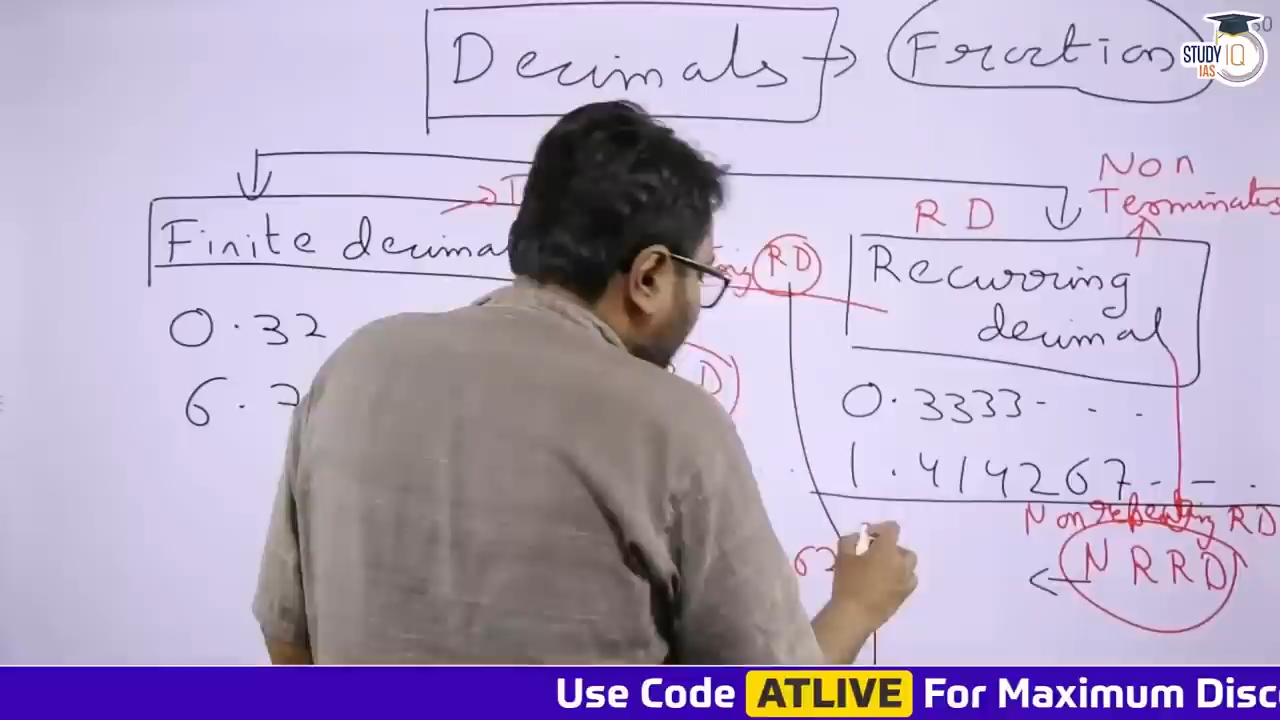 Decimals → Fraction
STUDY IQ
IAS
Non
Terminates
RD
Finite decima
RD
Recurring
decimal
0.32
6.
D
0.3333- - -
1.414267- - -
Non repeating RD
NRRD
Use Code ATLIVE For Maximum Disc